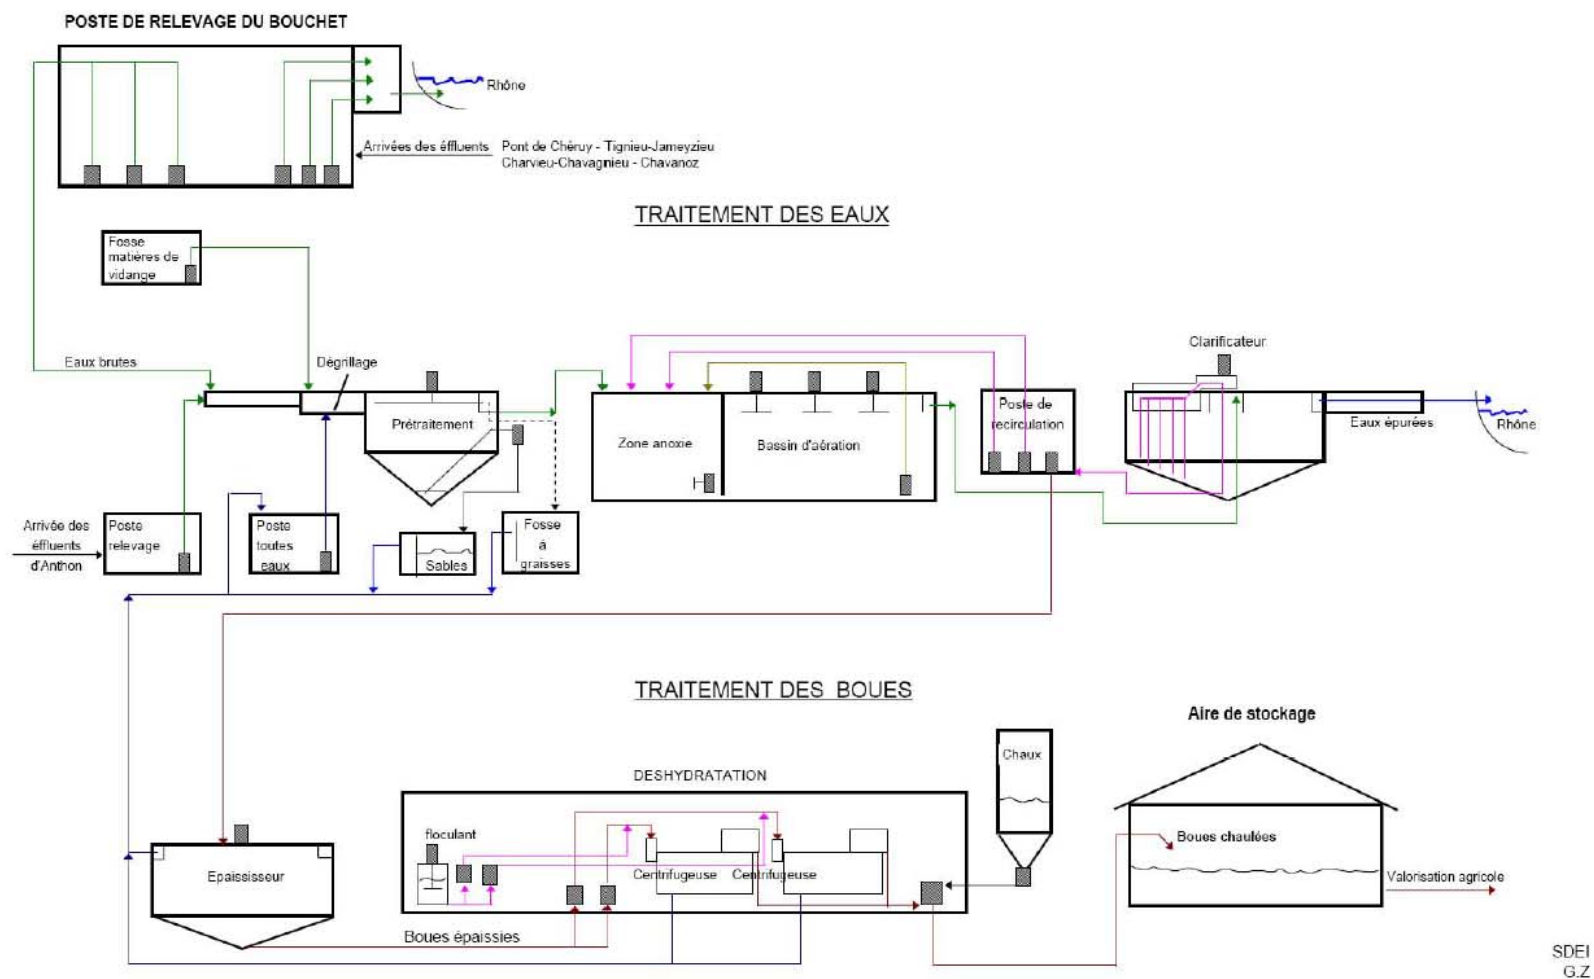 POSTE DE RELEVAGE DU BOUCHET
Rhône
Arrivées des éffluents
Pont de Chéruy - Tignieu-Jameyzieu
Charvieu-Chavagnieu - Chavanoz
TRAITEMENT DES EAUX
Fosse
matières de
vidange
Eaux brutes
Dégrillage
Prétraitement
Zone anoxie
Bassin d'aération
Poste de
recirculation
Clarificateur
Eaux épurées
Rhône
Arrivée des
éffluents
d'Anthon
Poste
relevage
Poste
toutes
eaux
Sables
Fosse
à
graisses
TRAITEMENT DES BOUES
Aire de stockage
DESHYDRATATION
Chaux
floculant
Centrifugeuse
Centrifugeuse
Boues chaulées
Epaississeur
Valorisation agricole
Boues épaissies
SDEI
G.Z